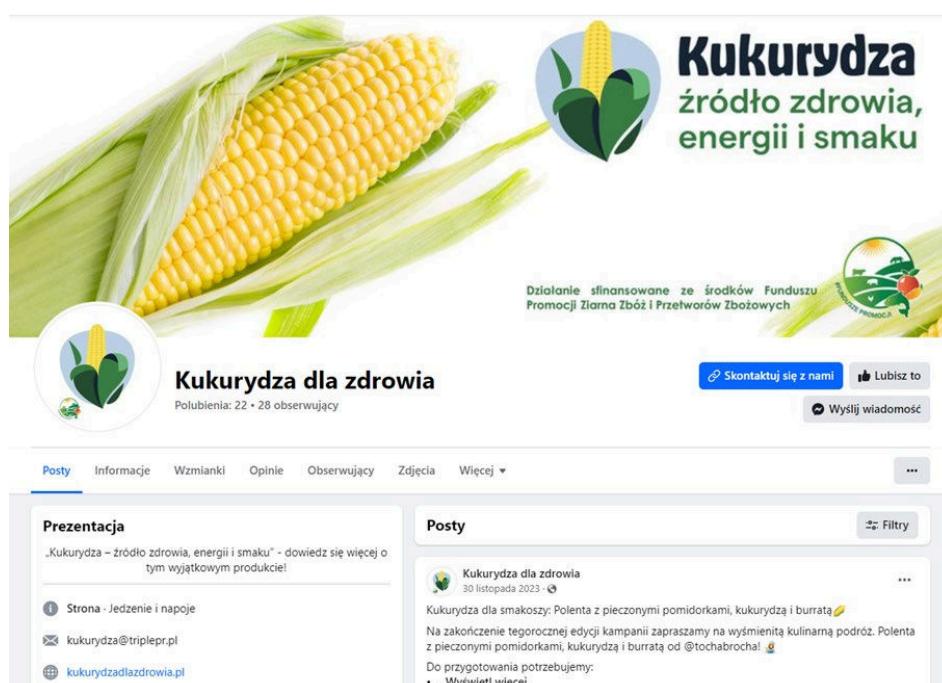 Kukurydza
źródło zdrowia,
energii i smaku
Działanie sfinansowane ze środków Funduszu
Promocji Ziarna Zbóż i Przetworów Zbożowych
FUNDUSZE PROMOCJI
Kukurydza dla zdrowia
Polubienia: 22 • 28 obserwujący
Skontaktuj się z nami
Lubisz to
Wyślij wiadomość
Posty
Informacje
Wzmianki
Opinie
Obserwujący
Zdjęcia
Więcej
Prezentacja
„Kukurydza – źródło zdrowia, energii i smaku” - dowiedz się więcej o
tym wyjątkowym produkcie!
Strona · Jedzenie i napoje
kukurydza@triplepr.pl
kukurydzadlazdrowia.pl
Posty
Filtry
Kukurydza dla zdrowia
30 listopada 2023 ·
Kukurydza dla smakoszy: Polenta z pieczonymi pomidorkami, kukurydzą i burratą🌽
Na zakończenie tegorocznej edycji kampanii zapraszamy na wyśmienitą kulinarną podróż. Polenta
z pieczonymi pomidorkami, kukurydzą i burratą od @tochabrocha!
Do przygotowania potrzebujemy:
Wyświetl więcej